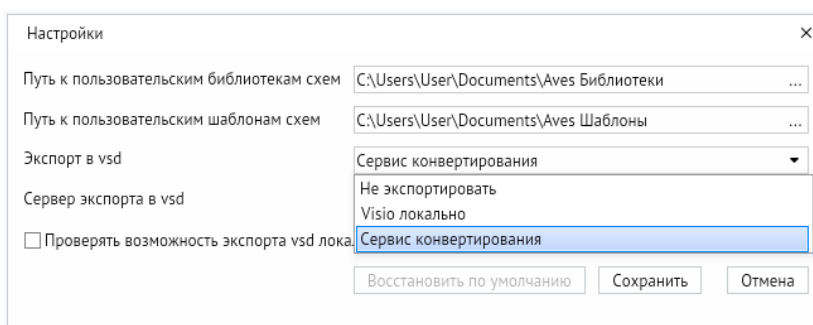 Настройки
Путь к пользовательским библиотекам схем C:\Users\User\Documents\Aves Библиотеки ...
Путь к пользовательским шаблонам схем C:\Users\User\Documents\Aves Шаблоны ...
Экспорт в vsd Сервис конвертирования
Не экспортировать
Сервер экспорта в vsd
Visio локально
Проверять возможность экспорта vsd лока
Сервис конвертирования
Восстановить по умолчанию Сохранить Отмена